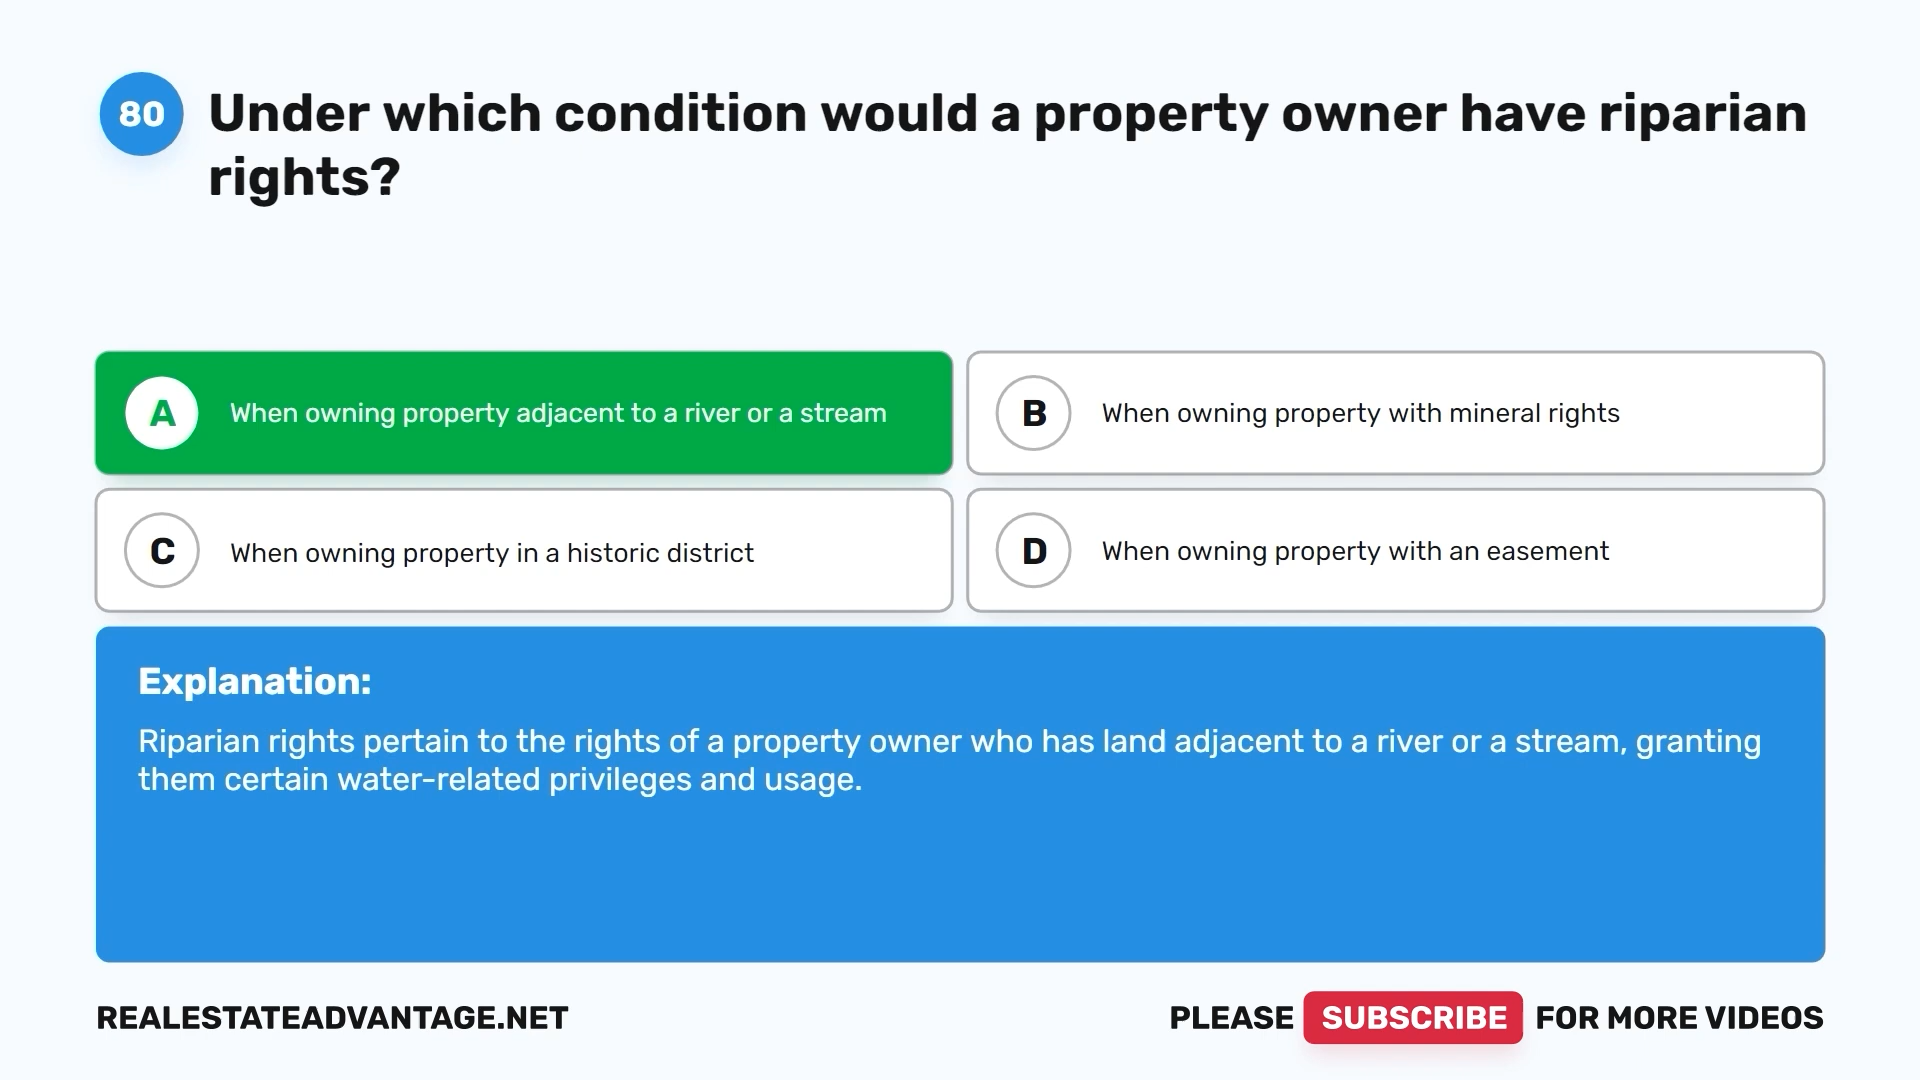 80
Under which condition would a property owner have riparian
rights?
A
When owning property adjacent to a river or a stream
B
When owning property with mineral rights
C
When owning property in a historic district
D
When owning property with an easement
Explanation:
Riparian rights pertain to the rights of a property owner who has land adjacent to a river or a stream, granting
them certain water-related privileges and usage.
REALESTATEADVANTAGE.NET
PLEASE SUBSCRIBE FOR MORE VIDEOS